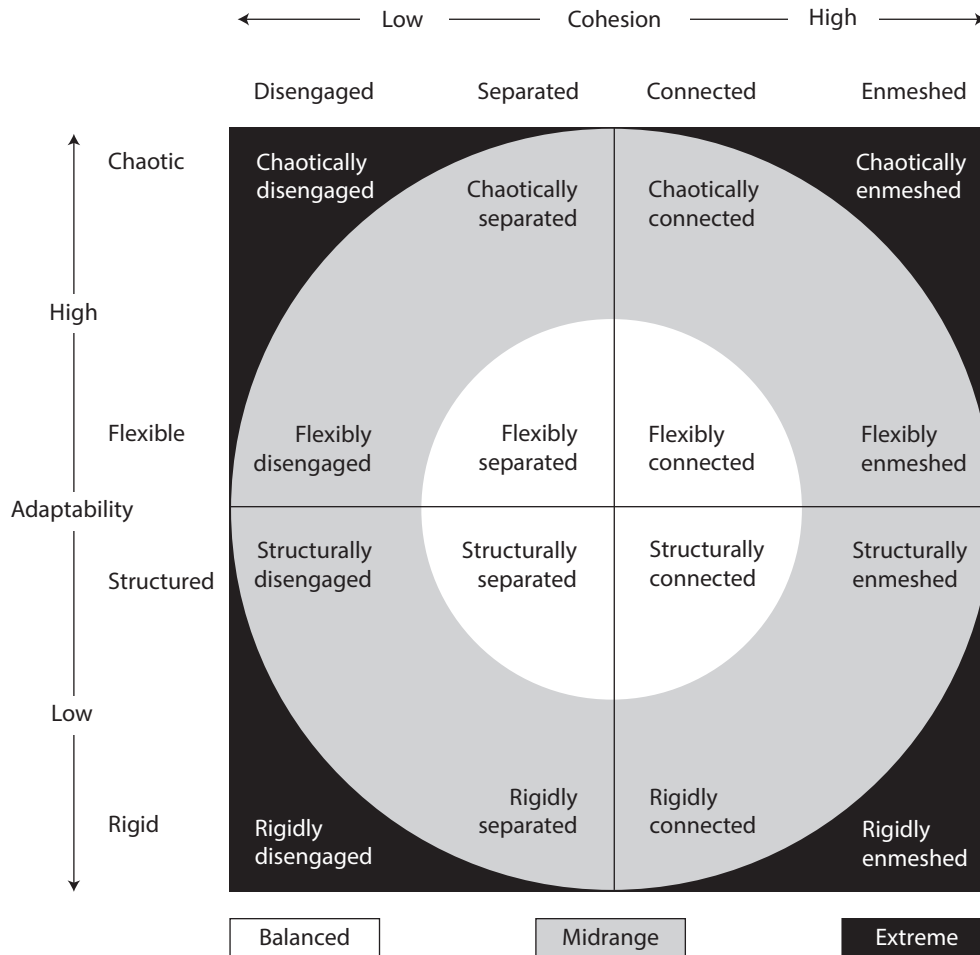 Low Cohesion High
Disengaged Separated Connected Enmeshed
Chaotic
Chaotically
disengaged
Chaotically
separated
Chaotically
connected
Chaotically
enmeshed
High
Flexible
Flexibly
disengaged
Flexibly
separated
Flexibly
connected
Flexibly
enmeshed
Adaptability
Structured
Structurally
disengaged
Structurally
separated
Structurally
connected
Structurally
enmeshed
Low
Rigid
Rigidly
disengaged
Rigidly
separated
Rigidly
connected
Rigidly
enmeshed
Balanced Midrange Extreme